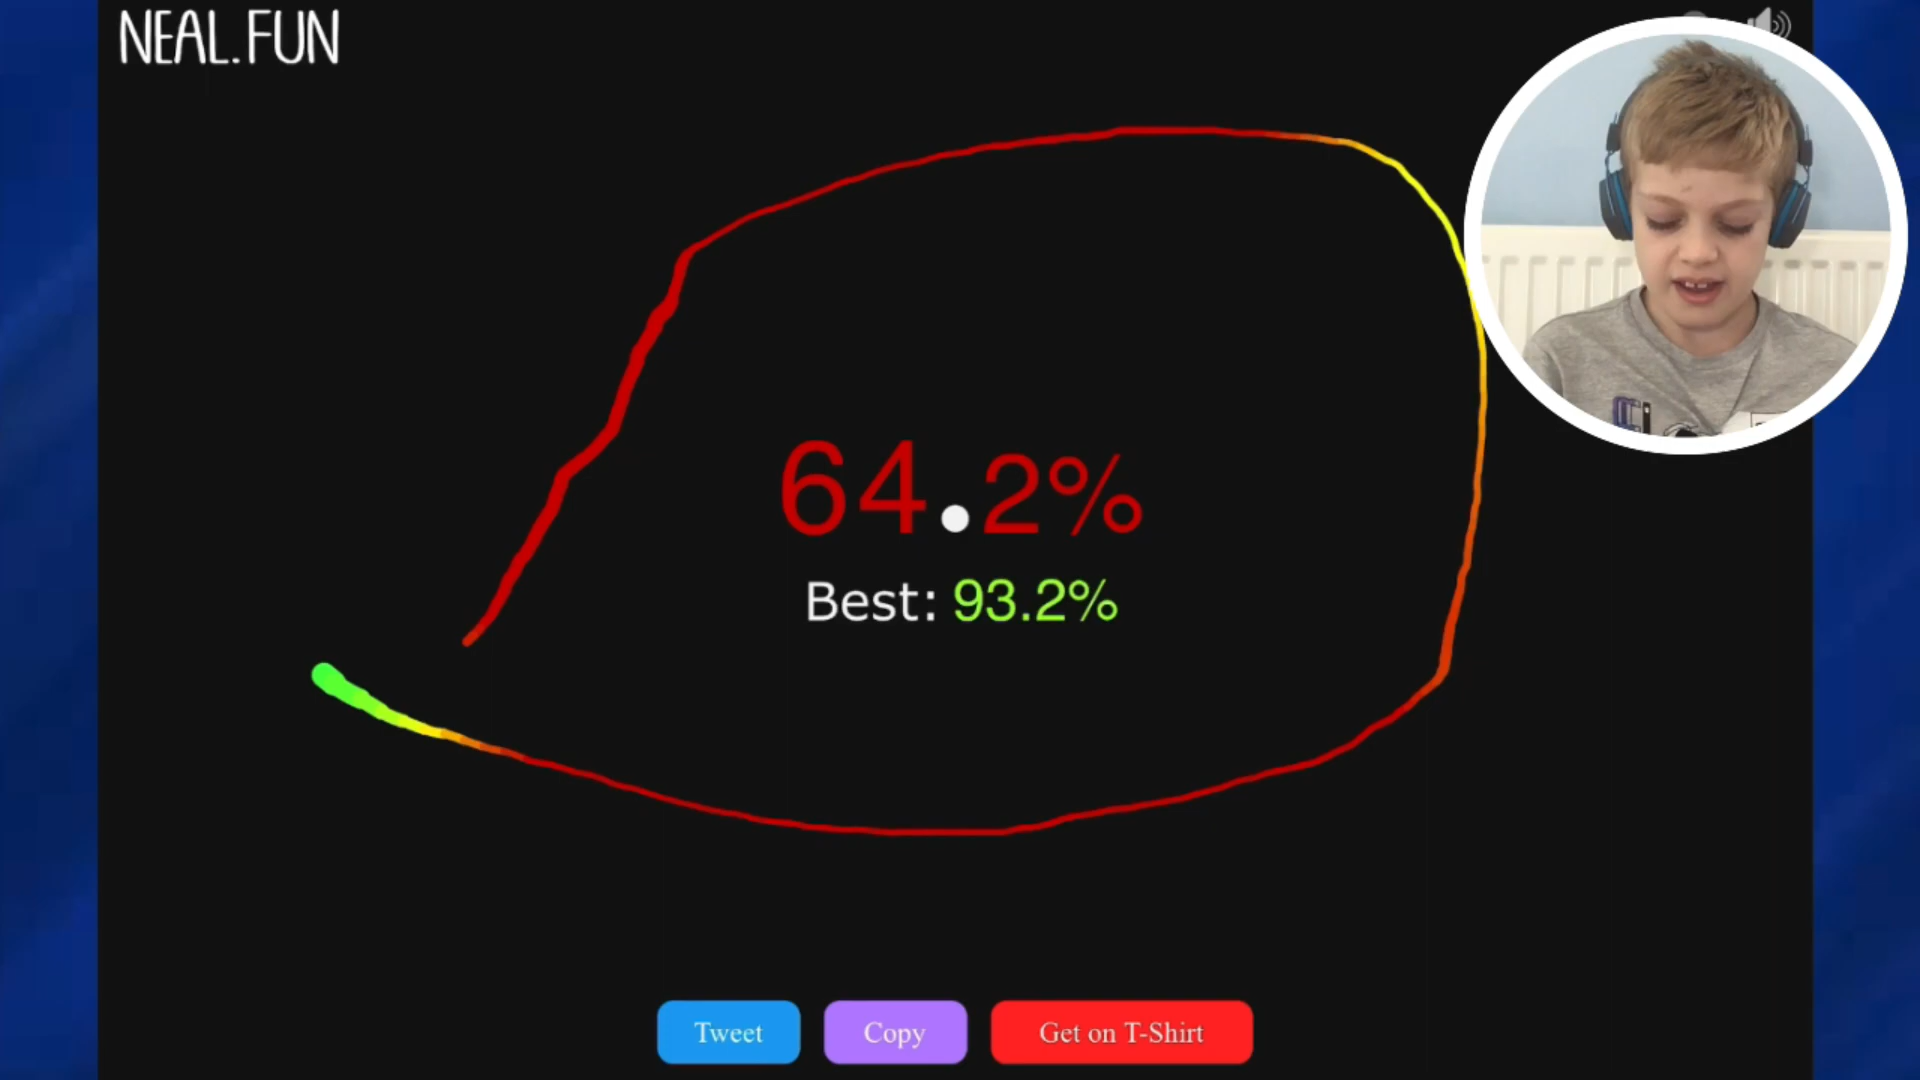 NEAL.FUN
64.2%
Best: 93.2%
Tweet
Copy
Get on T-Shirt